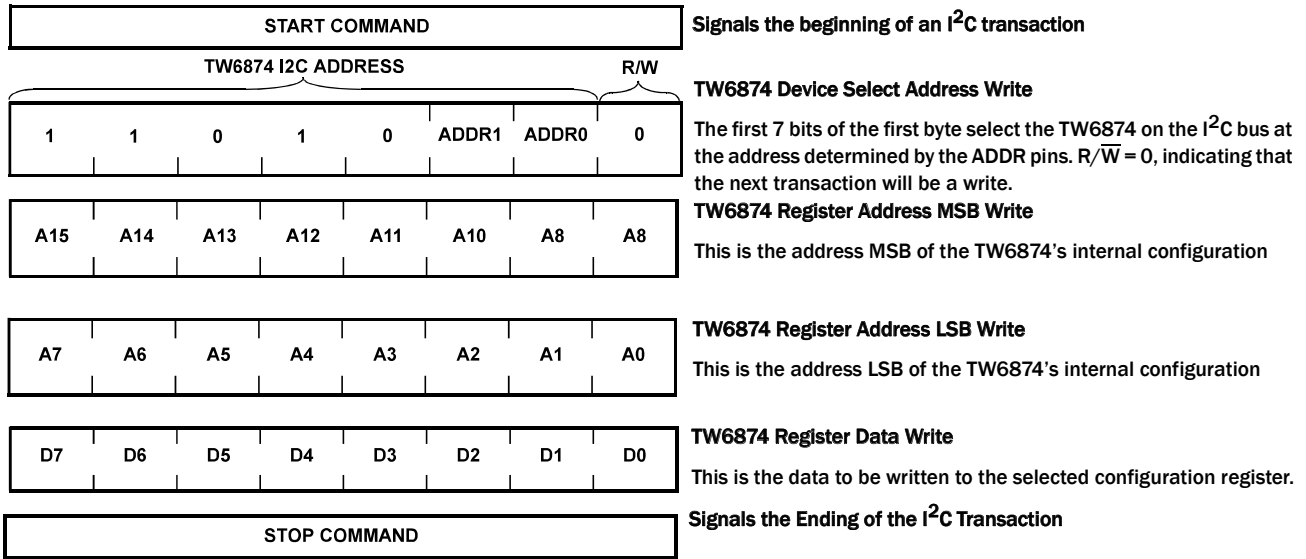 START COMMAND
Signals the beginning of an I²C transaction
TW6874 I2C ADDRESS
R/W
1 1 0 1 0 ADDR1 ADDR0 0
TW6874 Device Select Address Write
The first 7 bits of the first byte select the TW6874 on the I²C bus at
the address determined by the ADDR pins. R/W̅ = 0, indicating that
the next transaction will be a write.
A15 A14 A13 A12 A11 A10 A8 A8
TW6874 Register Address MSB Write
This is the address MSB of the TW6874's internal configuration
A7 A6 A5 A4 A3 A2 A1 A0
TW6874 Register Address LSB Write
This is the address LSB of the TW6874's internal configuration
D7 D6 D5 D4 D3 D2 D1 D0
TW6874 Register Data Write
This is the data to be written to the selected configuration register.
STOP COMMAND
Signals the Ending of the I²C Transaction